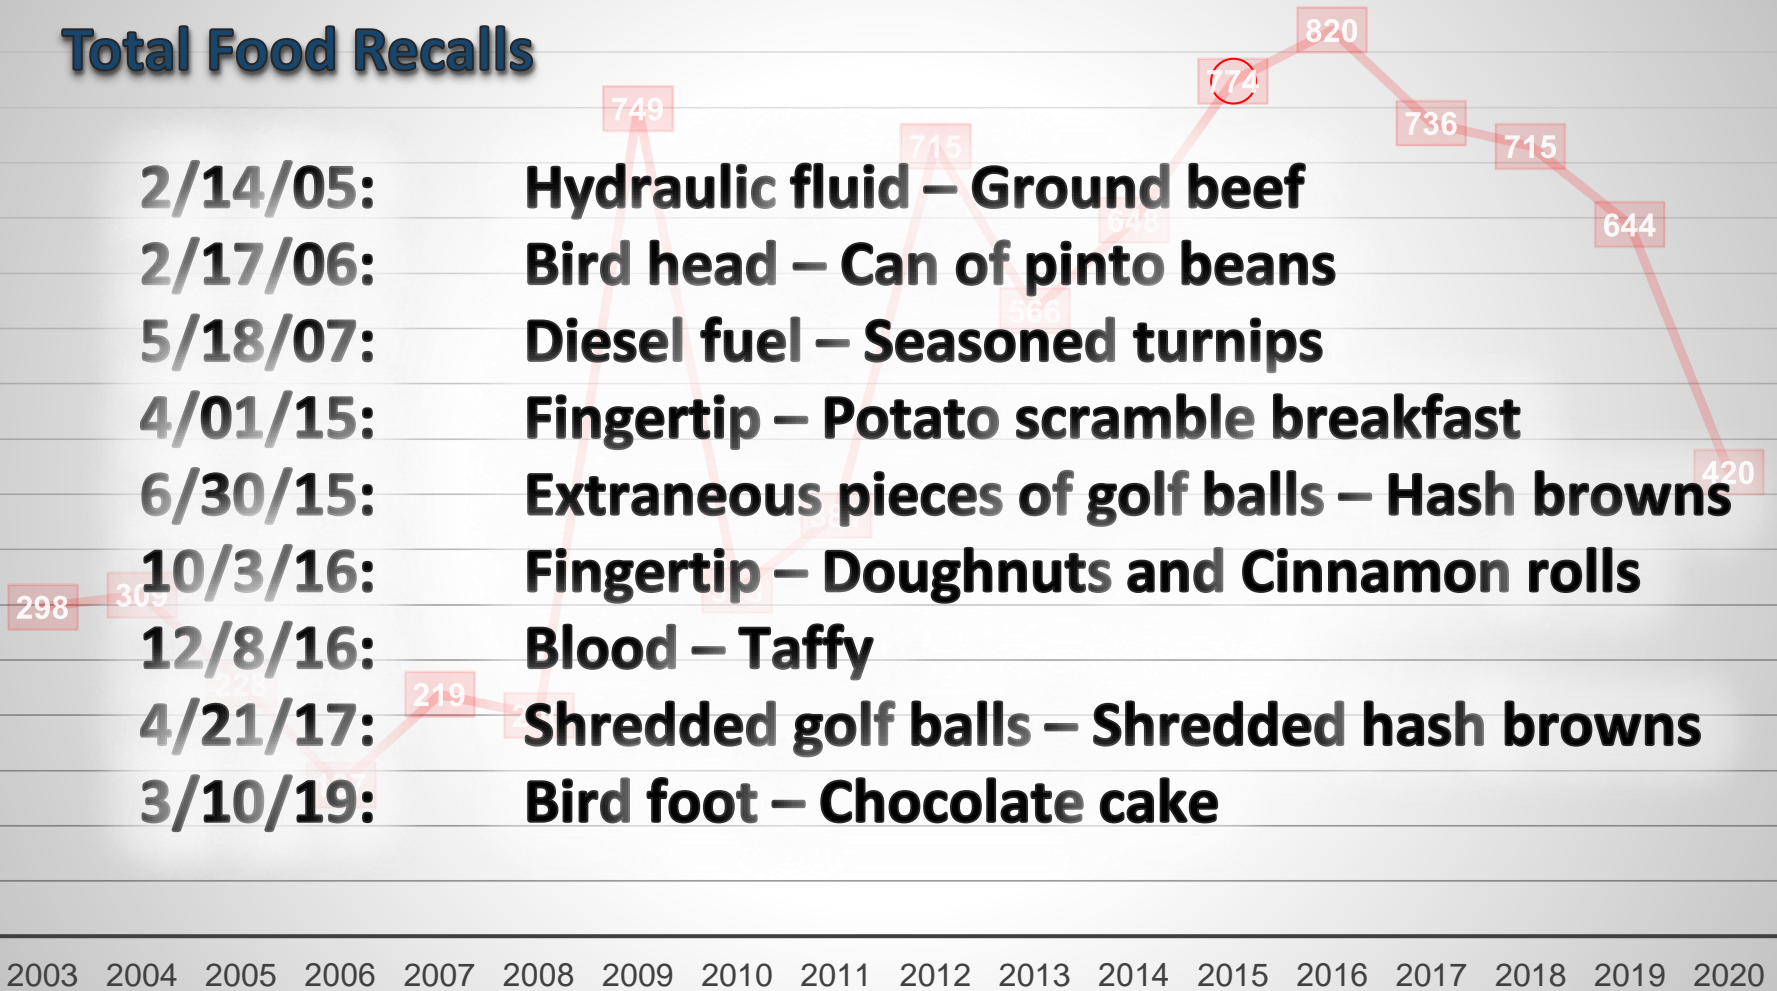 Total Food Recalls
820
774
749
736
715
715
648
644
566
420
298
309
228
219
2/14/05: Hydraulic fluid – Ground beef
2/17/06: Bird head – Can of pinto beans
5/18/07: Diesel fuel – Seasoned turnips
4/01/15: Fingertip – Potato scramble breakfast
6/30/15: Extraneous pieces of golf balls – Hash browns
10/3/16: Fingertip – Doughnuts and Cinnamon rolls
12/8/16: Blood – Taffy
4/21/17: Shredded golf balls – Shredded hash browns
3/10/19: Bird foot – Chocolate cake
2003 2004 2005 2006 2007 2008 2009 2010 2011 2012 2013 2014 2015 2016 2017 2018 2019 2020